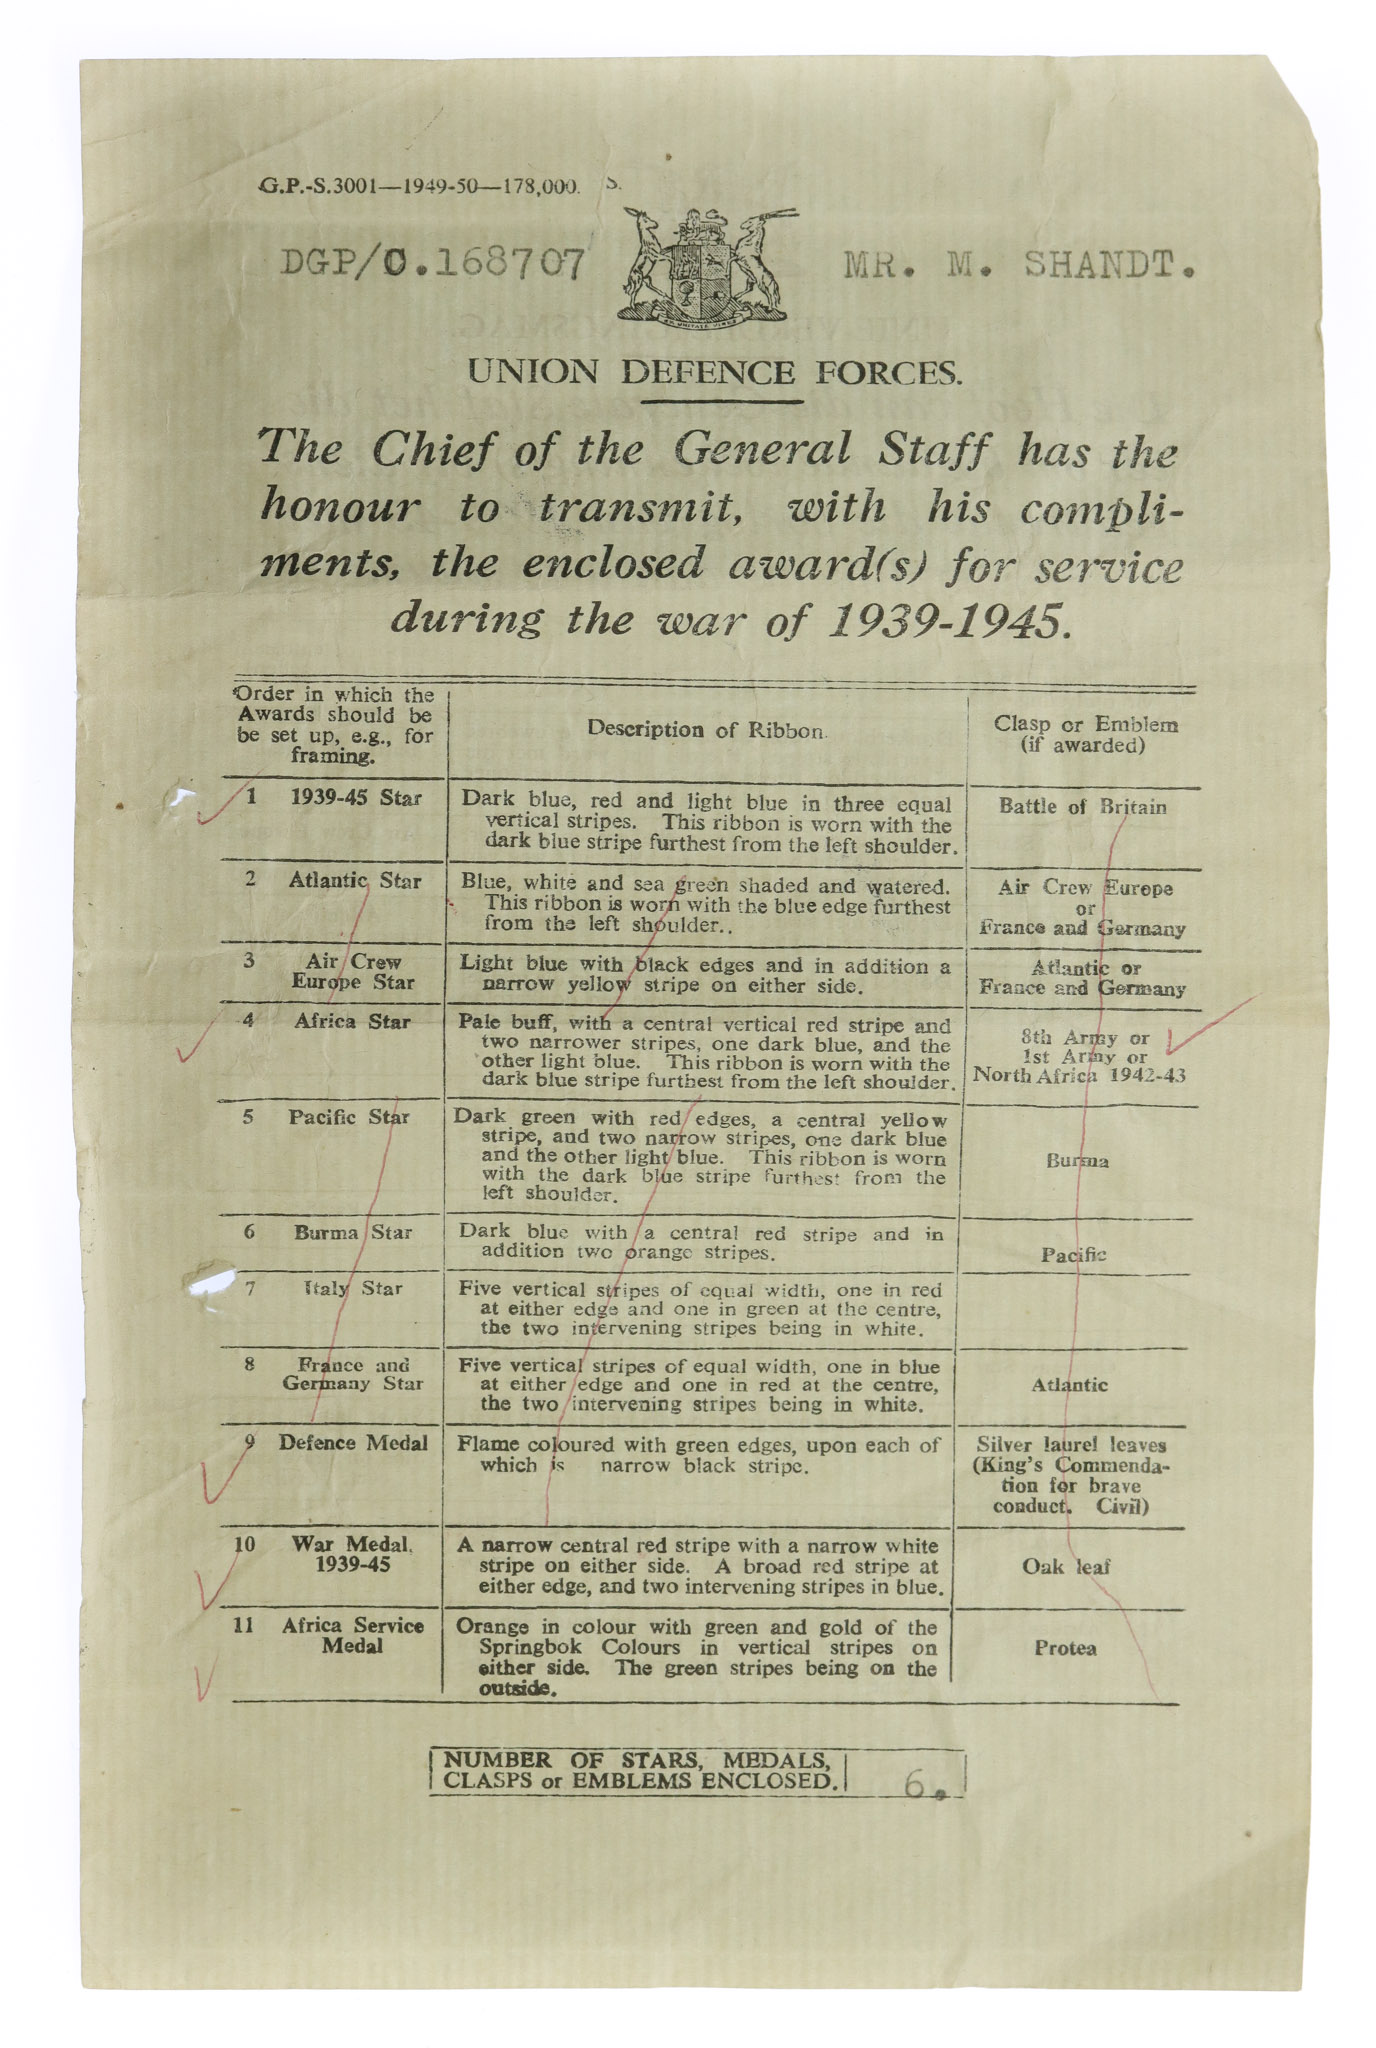 G.P.-S.3001—1949-50—178,000. S.
DGP/O.168707 MR. M. SHANDT.
UNION DEFENCE FORCES.
The Chief of the General Staff has the
honour to transmit, with his compli-
ments, the enclosed award(s) for service
during the war of 1939-1945.
Order in which the
Awards should be
be set up, e.g., for
framing.
Description of Ribbon.
Clasp or Emblem
(if awarded)
1 1939-45 Star
Dark blue, red and light blue in three equal
vertical stripes. This ribbon is worn with the
dark blue stripe furthest from the left shoulder.
Battle of Britain
2 Atlantic Star
Blue, white and sea green shaded and watered.
This ribbon is worn with the blue edge furthest
from the left shoulder..
Air Crew Europe
or
France and Germany
3 Air Crew
Europe Star
Light blue with black edges and in addition a
narrow yellow stripe on either side.
Atlantic or
France and Germany
4 Africa Star
Pale buff, with a central vertical red stripe and
two narrower stripes, one dark blue, and the
other light blue. This ribbon is worn with the
dark blue stripe furthest from the left shoulder.
8th Army or
1st Army or
North Africa 1942-43
5 Pacific Star
Dark green with red edges, a central yellow
stripe, and two narrow stripes, one dark blue
and the other light blue. This ribbon is worn
with the dark blue stripe furthest from the
left shoulder.
Burma
6 Burma Star
Dark blue with a central red stripe and in
addition two orange stripes.
Pacific
7 Italy Star
Five vertical stripes of equal width, one in red
at either edge and one in green at the centre,
the two intervening stripes being in white.
8 France and
Germany Star
Five vertical stripes of equal width, one in blue
at either edge and one in red at the centre,
the two intervening stripes being in white.
Atlantic
9 Defence Medal
Flame coloured with green edges, upon each of
which is narrow black stripe.
Silver laurel leaves
(King's Commenda-
tion for brave
conduct. Civil)
10 War Medal,
1939-45
A narrow central red stripe with a narrow white
stripe on either side. A broad red stripe at
either edge, and two intervening stripes in blue.
Oak leaf
11 Africa Service
Medal
Orange in colour with green and gold of the
Springbok Colours in vertical stripes on
either side. The green stripes being on the
outside.
Protea
NUMBER OF STARS, MEDALS,
CLASPS or EMBLEMS ENCLOSED.
6.